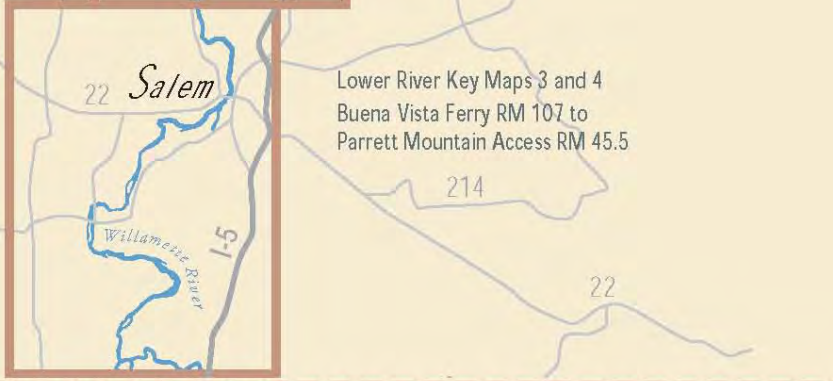 22
Salem
Lower River Key Maps 3 and 4
Buena Vista Ferry RM 107 to
Parrett Mountain Access RM 45.5
214
Willamette River
I-5
22